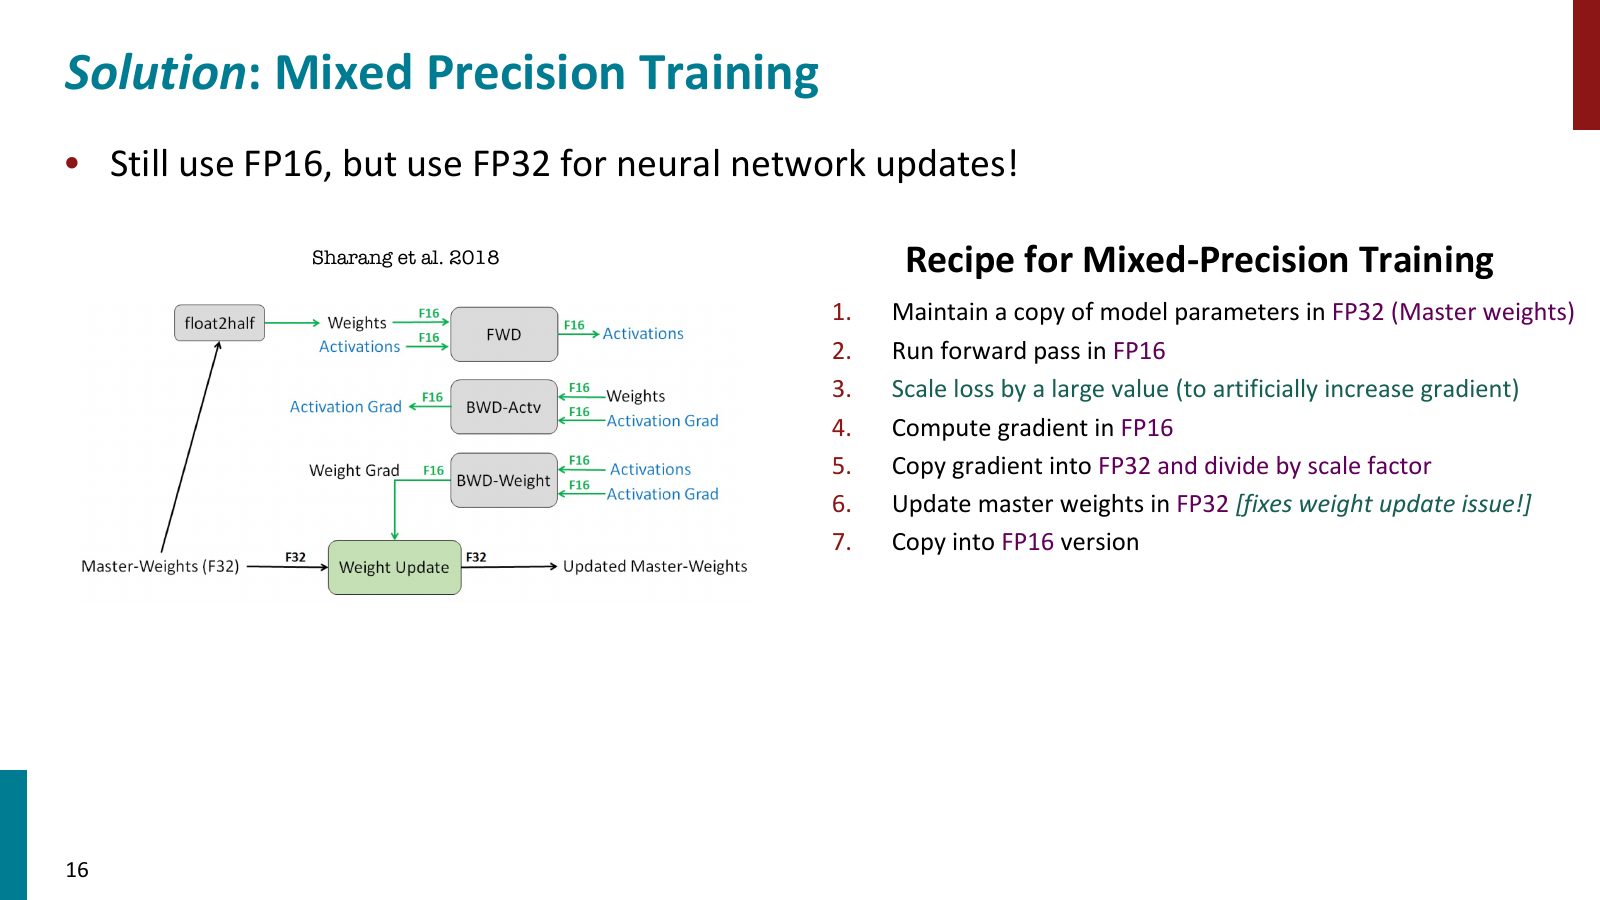 Solution: Mixed Precision Training
• Still use FP16, but use FP32 for neural network updates!
Sharang et al. 2018
float2half
Weights
F16
Activations
F16
FWD
F16
Activations
Activation Grad
F16
BWD-Actv
F16
Weights
F16
Activation Grad
Weight Grad
F16
BWD-Weight
F16
Activations
F16
Activation Grad
Master-Weights (F32)
F32
Weight Update
F32
Updated Master-Weights
Recipe for Mixed-Precision Training
1. Maintain a copy of model parameters in FP32 (Master weights)
2. Run forward pass in FP16
3. Scale loss by a large value (to artificially increase gradient)
4. Compute gradient in FP16
5. Copy gradient into FP32 and divide by scale factor
6. Update master weights in FP32 [fixes weight update issue!]
7. Copy into FP16 version
16